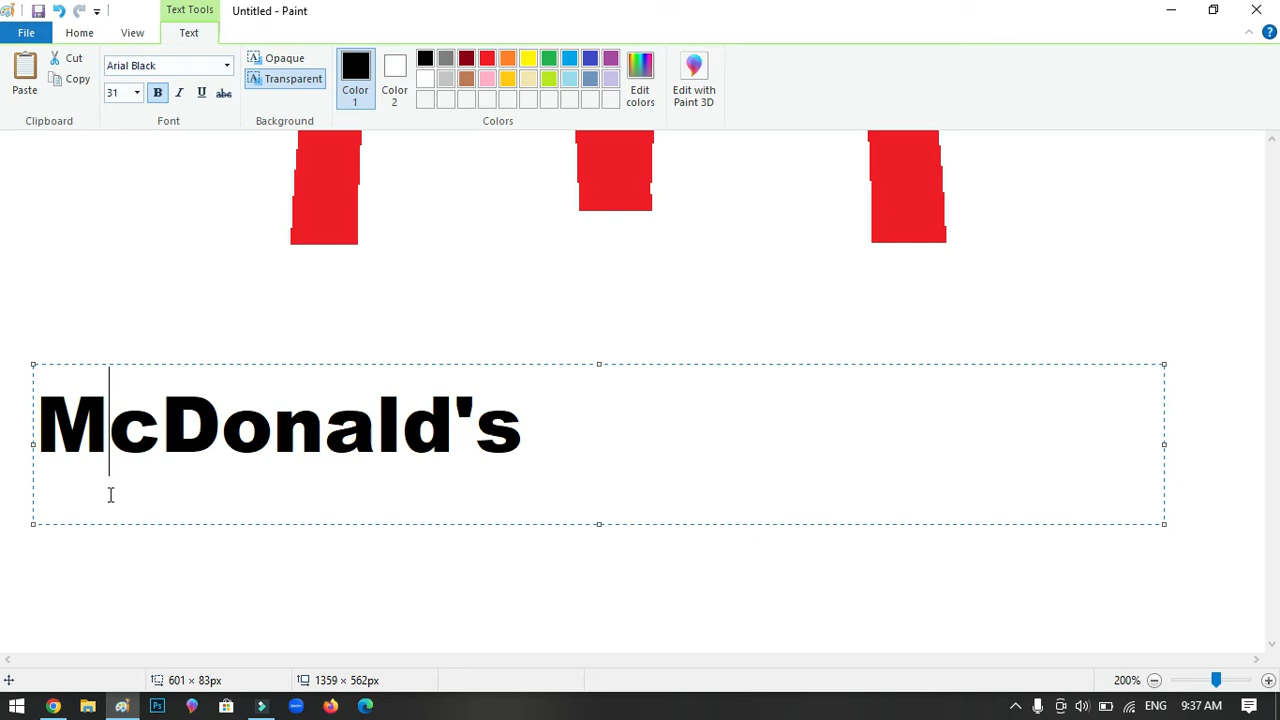 Text Tools
Untitled - Paint
File
Home
View
Text
Paste
Cut
Copy
Clipboard
Arial Black
31
B
I
U
abc
Font
A Opaque
A Transparent
Background
Color 1
Color 2
Edit colors
Colors
Edit with Paint 3D
McDonald's
601 × 83px
1359 × 562px
200%
Ps
ENG
9:37 AM